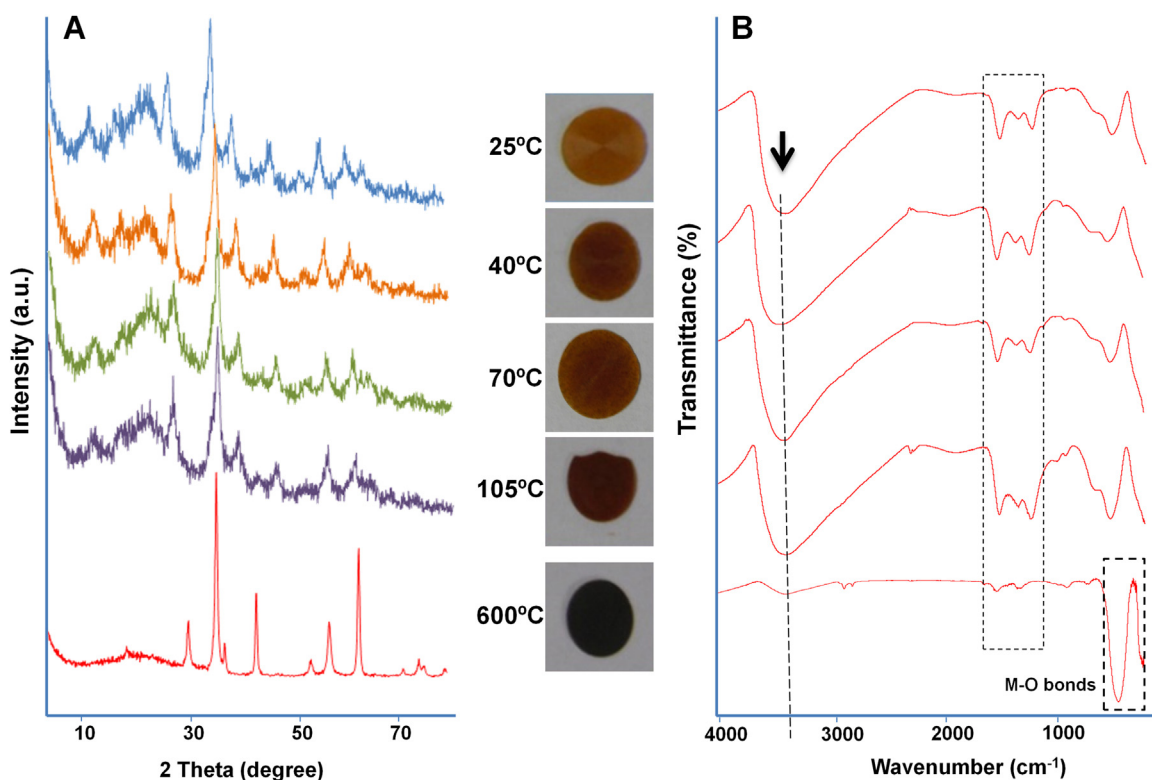 A
B
25ºC
40ºC
70ºC
105ºC
600ºC
Intensity (a.u.)
10 30 50 70
2 Theta (degree)
Transmittance (%)
M-O bonds
4000 3000 2000 1000
Wavenumber (cm-1)